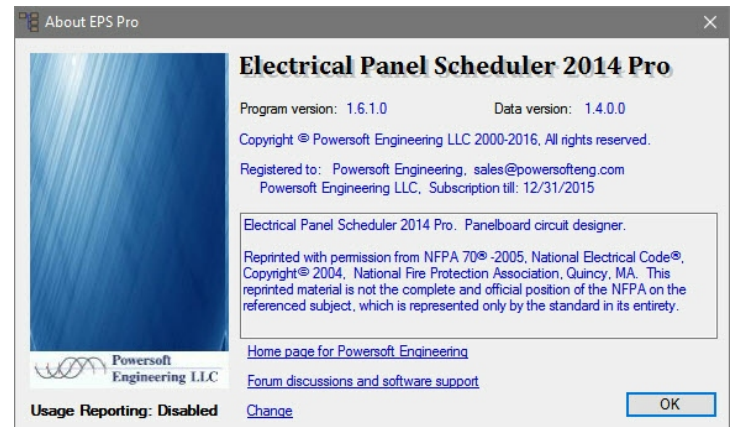 About EPS Pro
Electrical Panel Scheduler 2014 Pro
Program version: 1.6.1.0 Data version: 1.4.0.0
Copyright © Powersoft Engineering LLC 2000-2016, All rights reserved.
Registered to: Powersoft Engineering, sales@powersofteng.com
Powersoft Engineering LLC, Subscription till: 12/31/2015
Electrical Panel Scheduler 2014 Pro. Panelboard circuit designer.
Reprinted with permission from NFPA 70® -2005, National Electrical Code®,
Copyright© 2004, National Fire Protection Association, Quincy, MA. This
reprinted material is not the complete and official position of the NFPA on the
referenced subject, which is represented only by the standard in its entirety.
Powersoft
Engineering LLC
Home page for Powersoft Engineering
Forum discussions and software support
Usage Reporting: Disabled
Change
OK